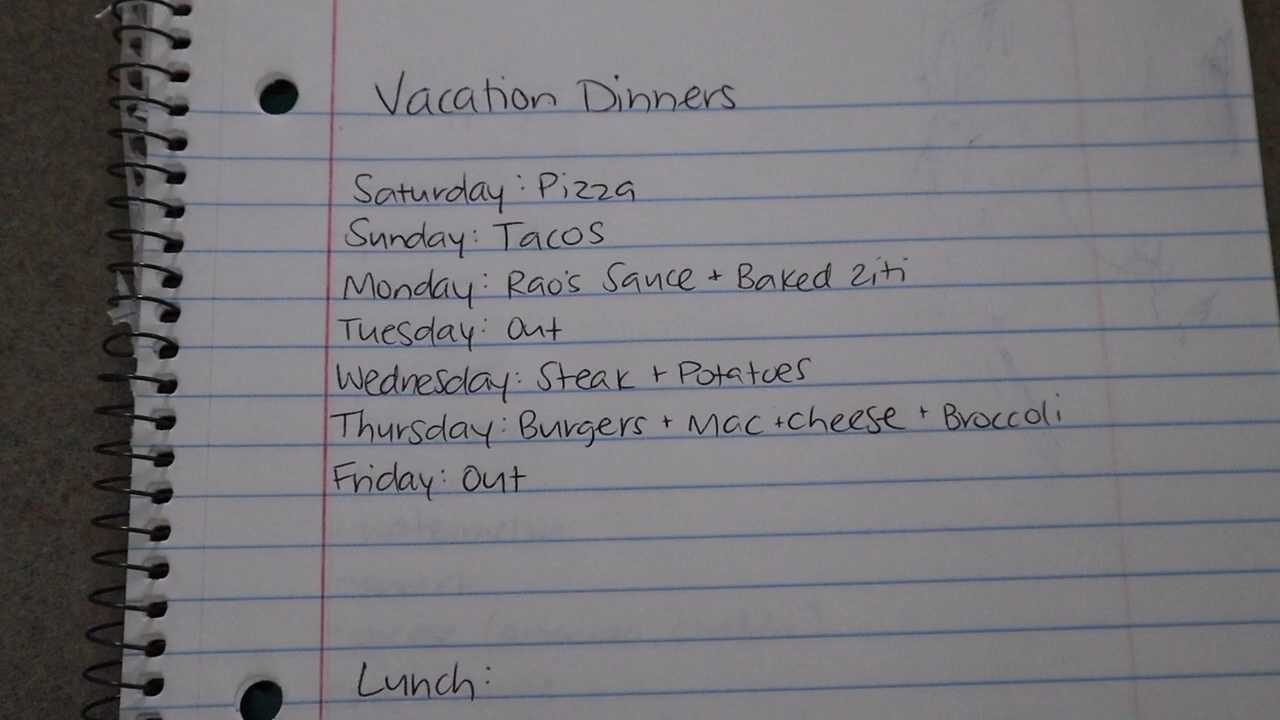 Vacation Dinners
Saturday: Pizza
Sunday: Tacos
Monday: Rao's Sauce + Baked ziti
Tuesday: Out
Wednesday: Steak + Potatoes
Thursday: Burgers + Mac + cheese + Broccoli
Friday: Out
Lunch: